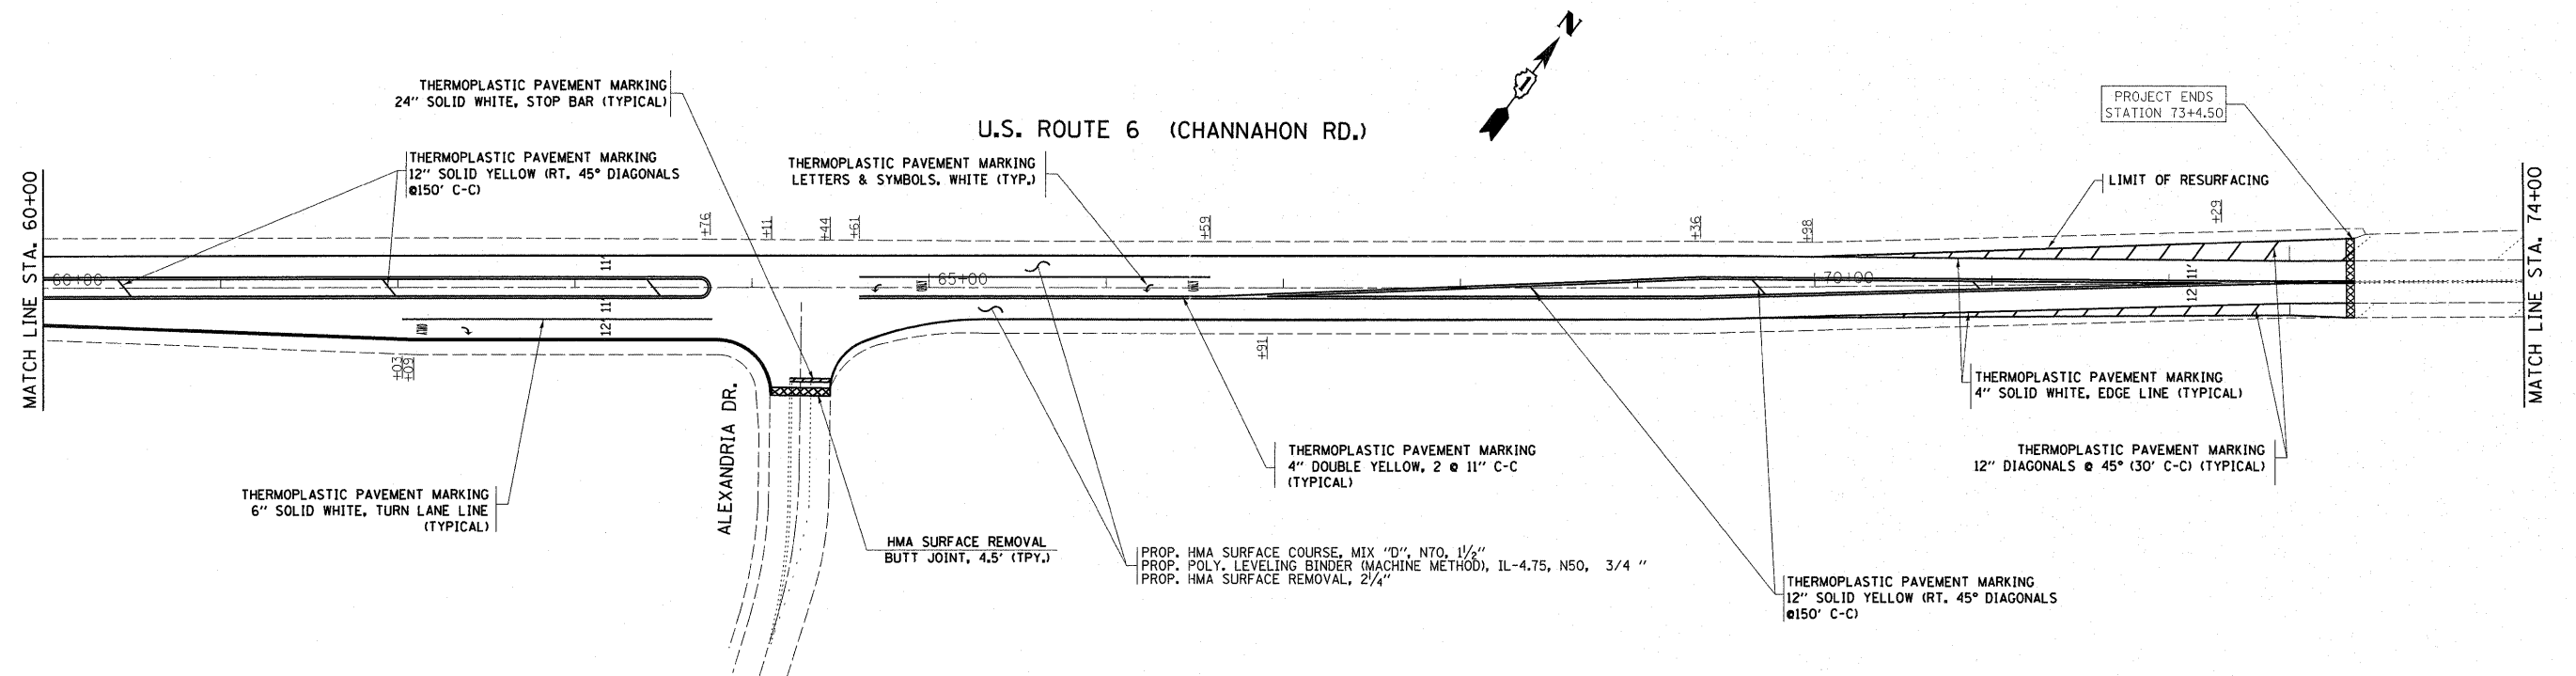 N
THERMOPLASTIC PAVEMENT MARKING
24" SOLID WHITE, STOP BAR (TYPICAL)
PROJECT ENDS
STATION 73+4.50
U.S. ROUTE 6 (CHANNAHON RD.)
THERMOPLASTIC PAVEMENT MARKING
12" SOLID YELLOW (RT. 45° DIAGONALS
@150' C-C)
THERMOPLASTIC PAVEMENT MARKING
LETTERS & SYMBOLS, WHITE (TYP.)
LIMIT OF RESURFACING
MATCH LINE STA. 60+00
MATCH LINE STA. 74+00
+76
+11
+44
+61
+59
+36
+98
+29
60+00
65+00
70+00
11'
11'
12'
11'
12'
ONLY
ONLY
ONLY
+03
+09
+91
ALEXANDRIA DR.
THERMOPLASTIC PAVEMENT MARKING
4" SOLID WHITE, EDGE LINE (TYPICAL)
THERMOPLASTIC PAVEMENT MARKING
4" DOUBLE YELLOW, 2 @ 11" C-C
(TYPICAL)
THERMOPLASTIC PAVEMENT MARKING
12" DIAGONALS @ 45° (30' C-C) (TYPICAL)
THERMOPLASTIC PAVEMENT MARKING
6" SOLID WHITE, TURN LANE LINE
(TYPICAL)
HMA SURFACE REMOVAL
BUTT JOINT, 4.5' (TPY.)
PROP. HMA SURFACE COURSE, MIX "D", N70, 1½"
PROP. POLY. LEVELING BINDER (MACHINE METHOD), IL-4.75, N50, 3/4 "
PROP. HMA SURFACE REMOVAL, 2¼"
THERMOPLASTIC PAVEMENT MARKING
12" SOLID YELLOW (RT. 45° DIAGONALS
@150' C-C)